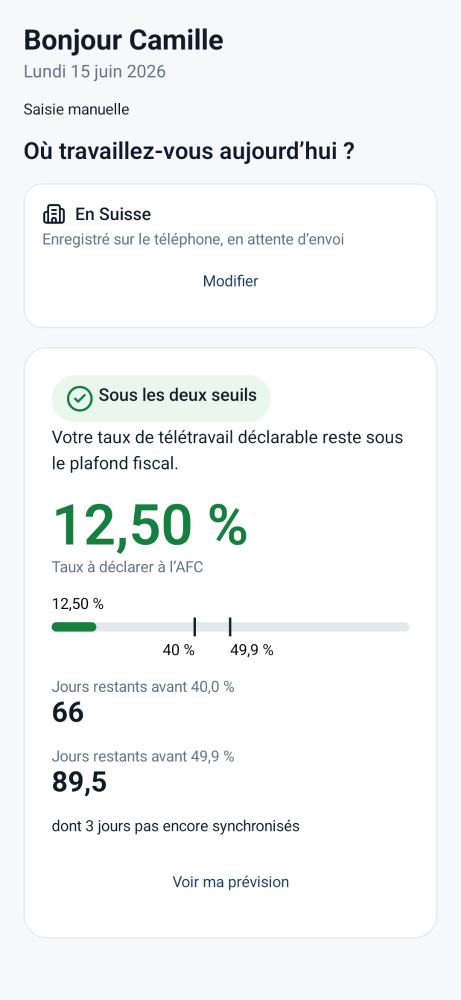 Bonjour Camille
Lundi 15 juin 2026
Saisie manuelle
Où travaillez-vous aujourd’hui ?
En Suisse
Enregistré sur le téléphone, en attente d’envoi
Modifier
Sous les deux seuils
Votre taux de télétravail déclarable reste sous
le plafond fiscal.
12,50 %
Taux à déclarer à l’AFC
12,50 %
40 % 49,9 %
Jours restants avant 40,0 %
66
Jours restants avant 49,9 %
89,5
dont 3 jours pas encore synchronisés
Voir ma prévision